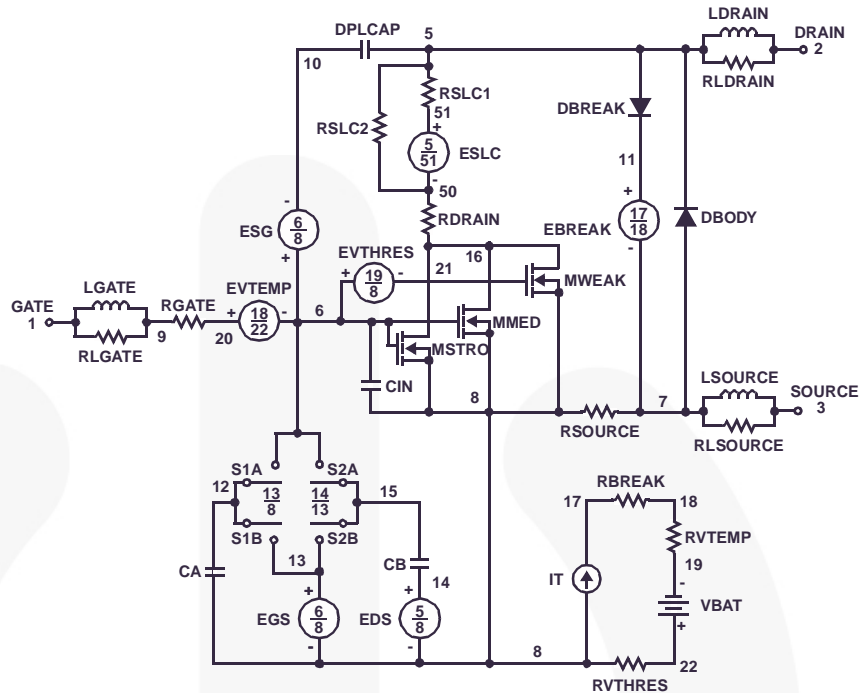 LDRAIN
DPLCAP 5 DRAIN
10 2
RLDRAIN
RSLC1
DBREAK
51
RSLC2
+
5
51
ESLC
11
-
50
+
-
17
18
DBODY
RDRAIN
6
8
ESG
EBREAK
EVTHRES
+
16
-
+
19
8
-
21
MWEAK
LGATE
EVTEMP
GATE
RGATE
+
18
22
-
6
MMED
1
9
20
RLGATE
MSTRO
LSOURCE
CIN
8
7
SOURCE
3
RSOURCE
RLSOURCE
S1A
S2A
12
13
8
14
13
15
RBREAK
17
18
S1B
S2B
RVTEMP
13
CB
19
CA
IT
-
+
+
14
VBAT
EGS
6
8
EDS
5
8
+
-
-
8
22
RVTHRES